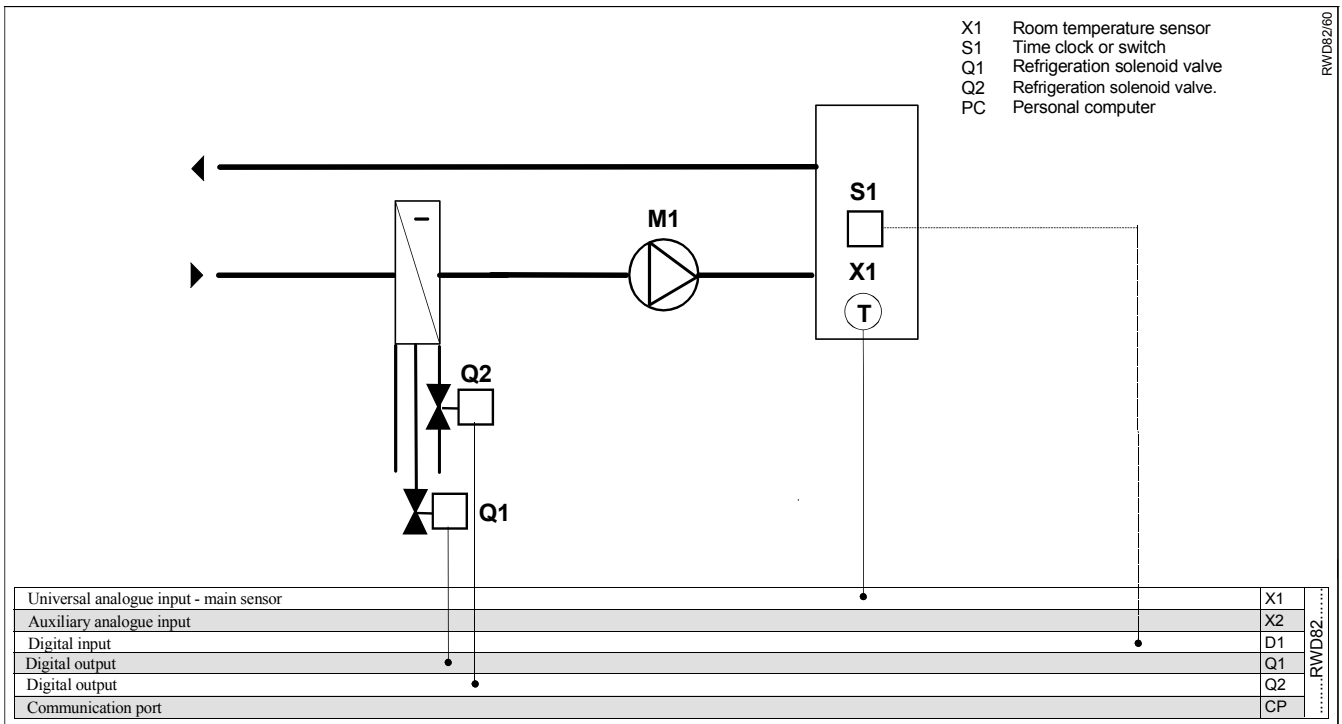 X1 Room temperature sensor
S1 Time clock or switch
Q1 Refrigeration solenoid valve
Q2 Refrigeration solenoid valve.
PC Personal computer
RWD82/60
S1
M1
X1
T
Q2
Q1
Universal analogue input - main sensor X1
Auxiliary analogue input X2
Digital input D1
Digital output Q1
Digital output Q2
Communication port CP
........RWD82......